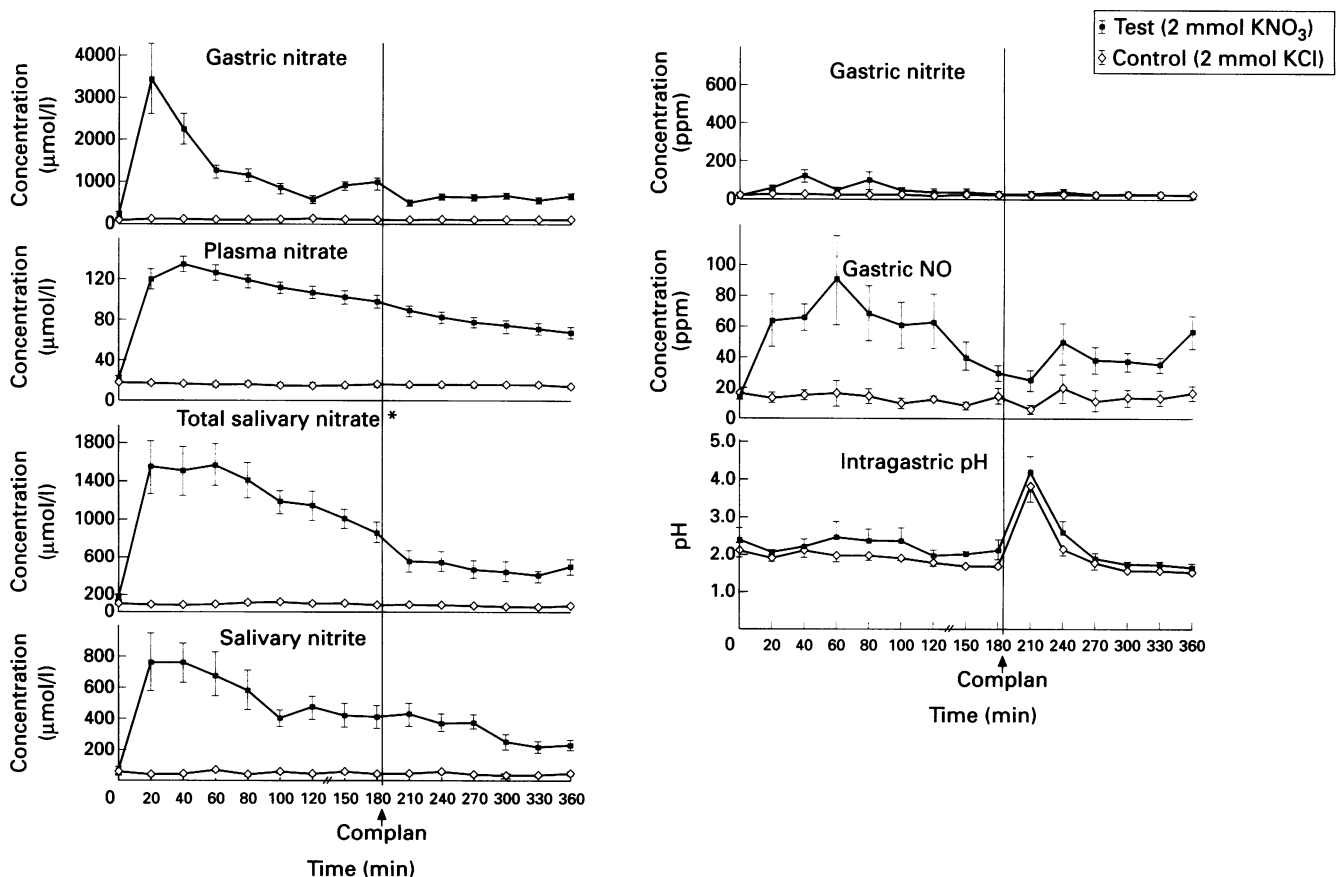 Gastric nitrate
Concentration
(μmol/l)
4000
3000
2000
1000
0
Plasma nitrate
Concentration
(μmol/l)
120
80
40
0
Total salivary nitrate *
Concentration
(μmol/l)
1800
1400
1000
600
200
0
Salivary nitrite
Concentration
(μmol/l)
800
600
400
200
0 20 40 60 80 100 120 150 180 210 240 270 300 330 360
Complan
Time (min)
Test (2 mmol KNO₃)
Control (2 mmol KCl)
Gastric nitrite
Concentration
(ppm)
600
400
200
0
Gastric NO
Concentration
(ppm)
100
80
60
40
20
0
Intragastric pH
pH
5.0
4.0
3.0
2.0
1.0
0 20 40 60 80 100 120 150 180 210 240 270 300 330 360
Complan
Time (min)